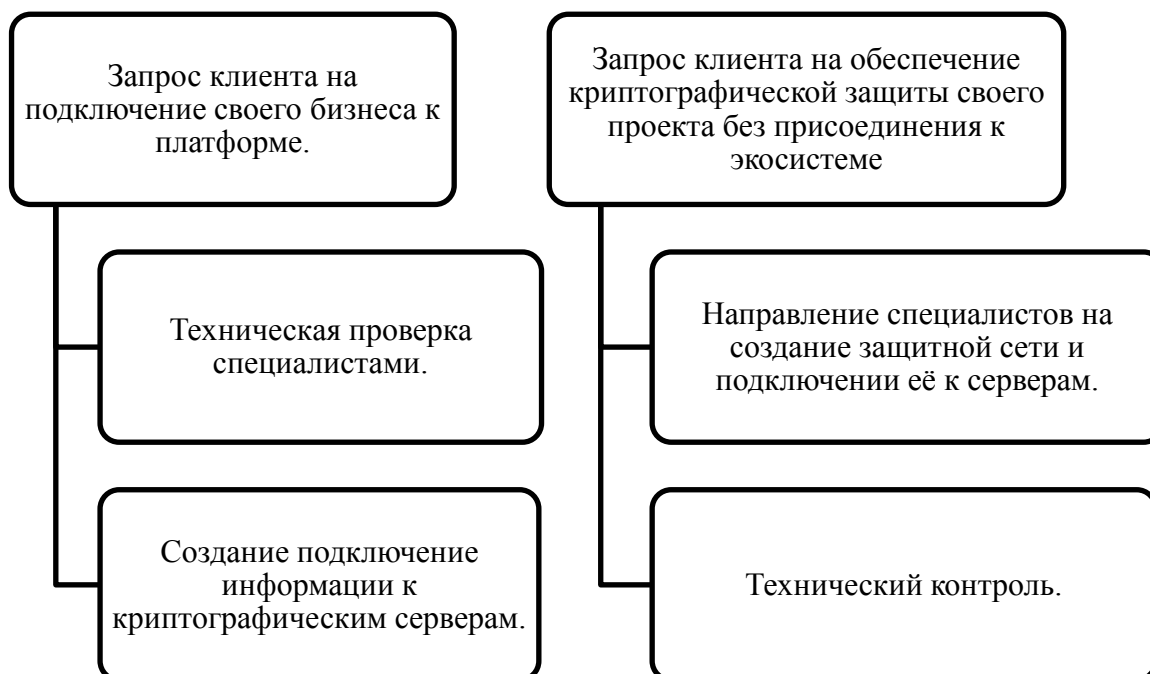 Запрос клиента на
подключение своего бизнеса к
платформе.
Техническая проверка
специалистами.
Создание подключение
информации к
криптографическим серверам.
Запрос клиента на обеспечение
криптографической защиты своего
проекта без присоединения к
экосистеме
Направление специалистов на
создание защитной сети и
подключении её к серверам.
Технический контроль.